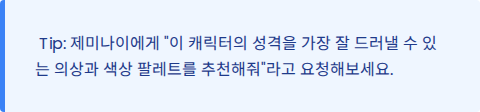 Tip: 제미나이에게 "이 캐릭터의 성격을 가장 잘 드러낼 수 있
는 의상과 색상 팔레트를 추천해줘"라고 요청해보세요.